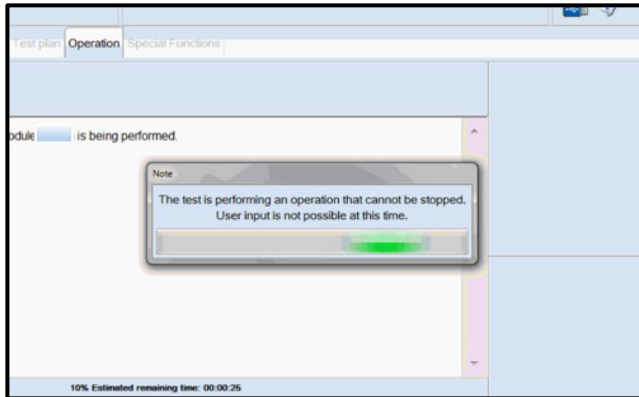 Test plan Operation Special Functions
odule is being performed.
Note
The test is performing an operation that cannot be stopped.
User input is not possible at this time.
10% Estimated remaining time: 00:00:25